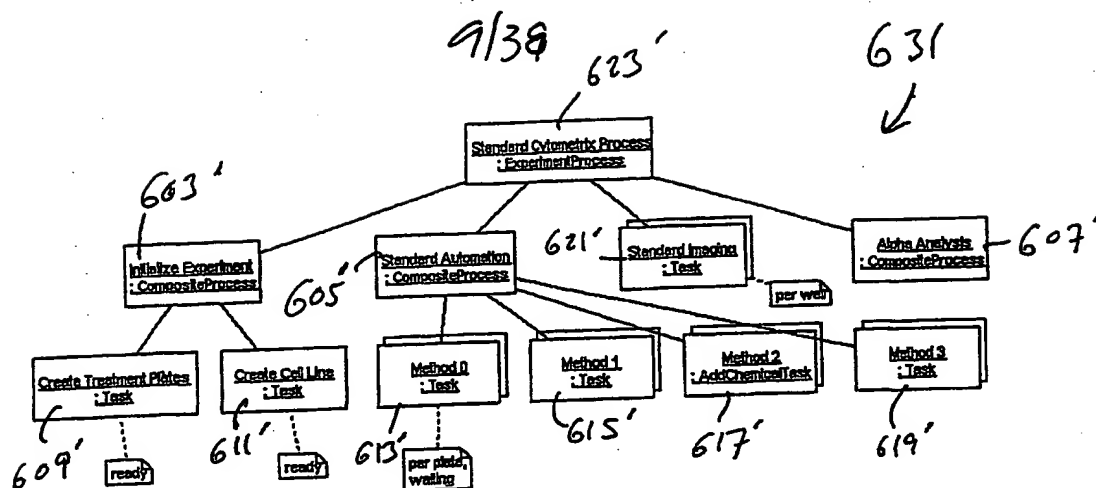 9/38
631
623'
Standard Cytometrix Process
: ExperimentProcess
603'
Initialize Experiment
: CompositeProcess
605'
Standard Automation
: CompositeProcess
621'
Standard Imaging
: Task
per well
Alpha Analysis
: CompositeProcess
607'
Create Treatment Plates
: Task
609'
ready
Create Cell Line
: Task
611'
ready
Method 0
: Task
613'
per plate,
waiting
Method 1
: Task
615'
Method 2
: AddChemicalTask
617'
Method 3
: Task
619'